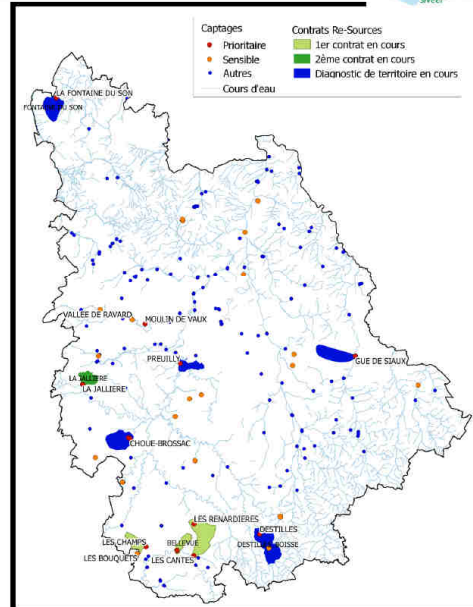 siveer
Captages
Prioritaire
Sensible
Autres
Cours d'eau
Contrats Re-Sources
1er contrat en cours
2ème contrat en cours
Diagnostic de territoire en cours
LA FONTAINE DU SON
FONTAINE DU SON
VALLEE DE RAVARD
MOULIN DE VAUX
PREUILLY
GUE DE SIAUX
LA JALLIERE
LA JALLIERE
CHOUE-BROSSAC
LES RENARDIERES
DESTILLES
LES CHAMPS
BELLEVUE
DESTILLES BOISSE
LES BOUQUETS
LES CANTES